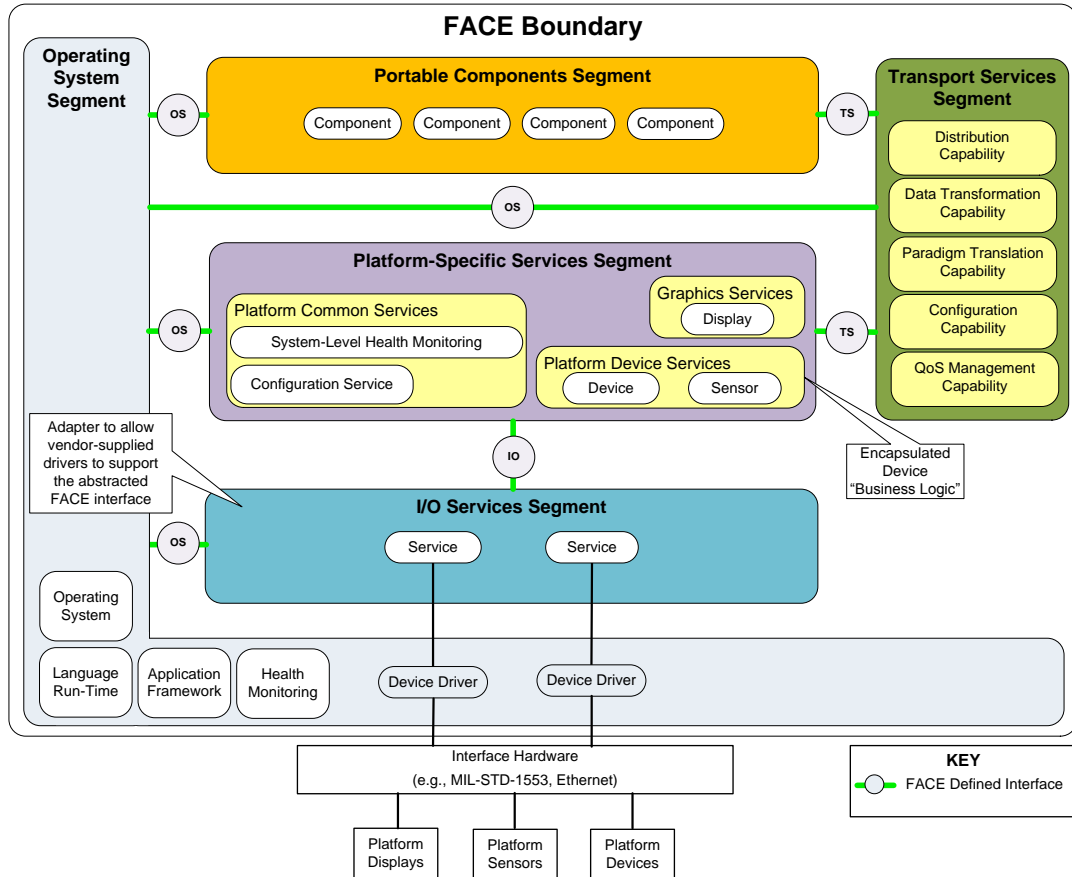 FACE Boundary
Operating
System
Segment
Portable Components Segment
Component
Component
Component
Component
OS
TS
Transport Services
Segment
Distribution
Capability
Data Transformation
Capability
Paradigm Translation
Capability
Configuration
Capability
QoS Management
Capability
OS
Platform-Specific Services Segment
Platform Common Services
System-Level Health Monitoring
Configuration Service
Graphics Services
Display
Platform Device Services
Device
Sensor
OS
TS
Adapter to allow
vendor-supplied
drivers to support
the abstracted
FACE interface
IO
Encapsulated
Device
“Business Logic”
I/O Services Segment
Service
Service
OS
Operating
System
Language
Run-Time
Application
Framework
Health
Monitoring
Device Driver
Device Driver
Interface Hardware
(e.g., MIL-STD-1553, Ethernet)
Platform
Displays
Platform
Sensors
Platform
Devices
KEY
FACE Defined Interface